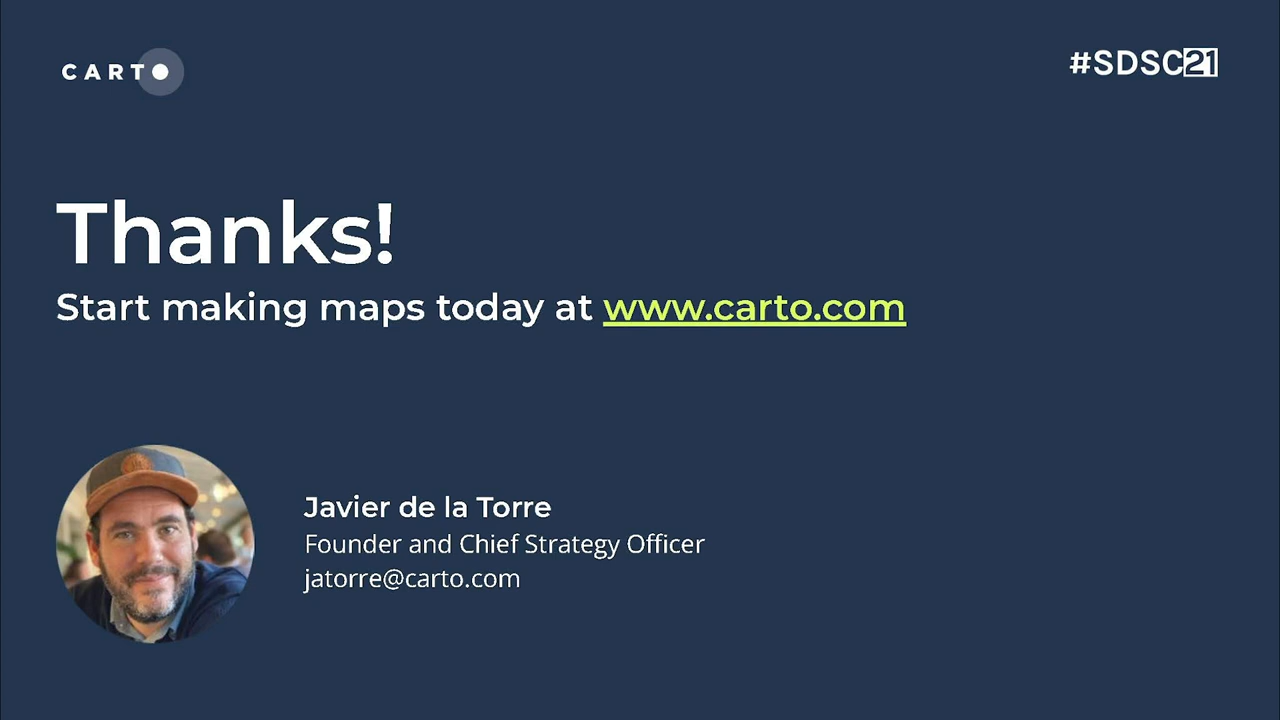 CARTO
#SDSC21
Thanks!
Start making maps today at www.carto.com
Javier de la Torre
Founder and Chief Strategy Officer
jatorre@carto.com